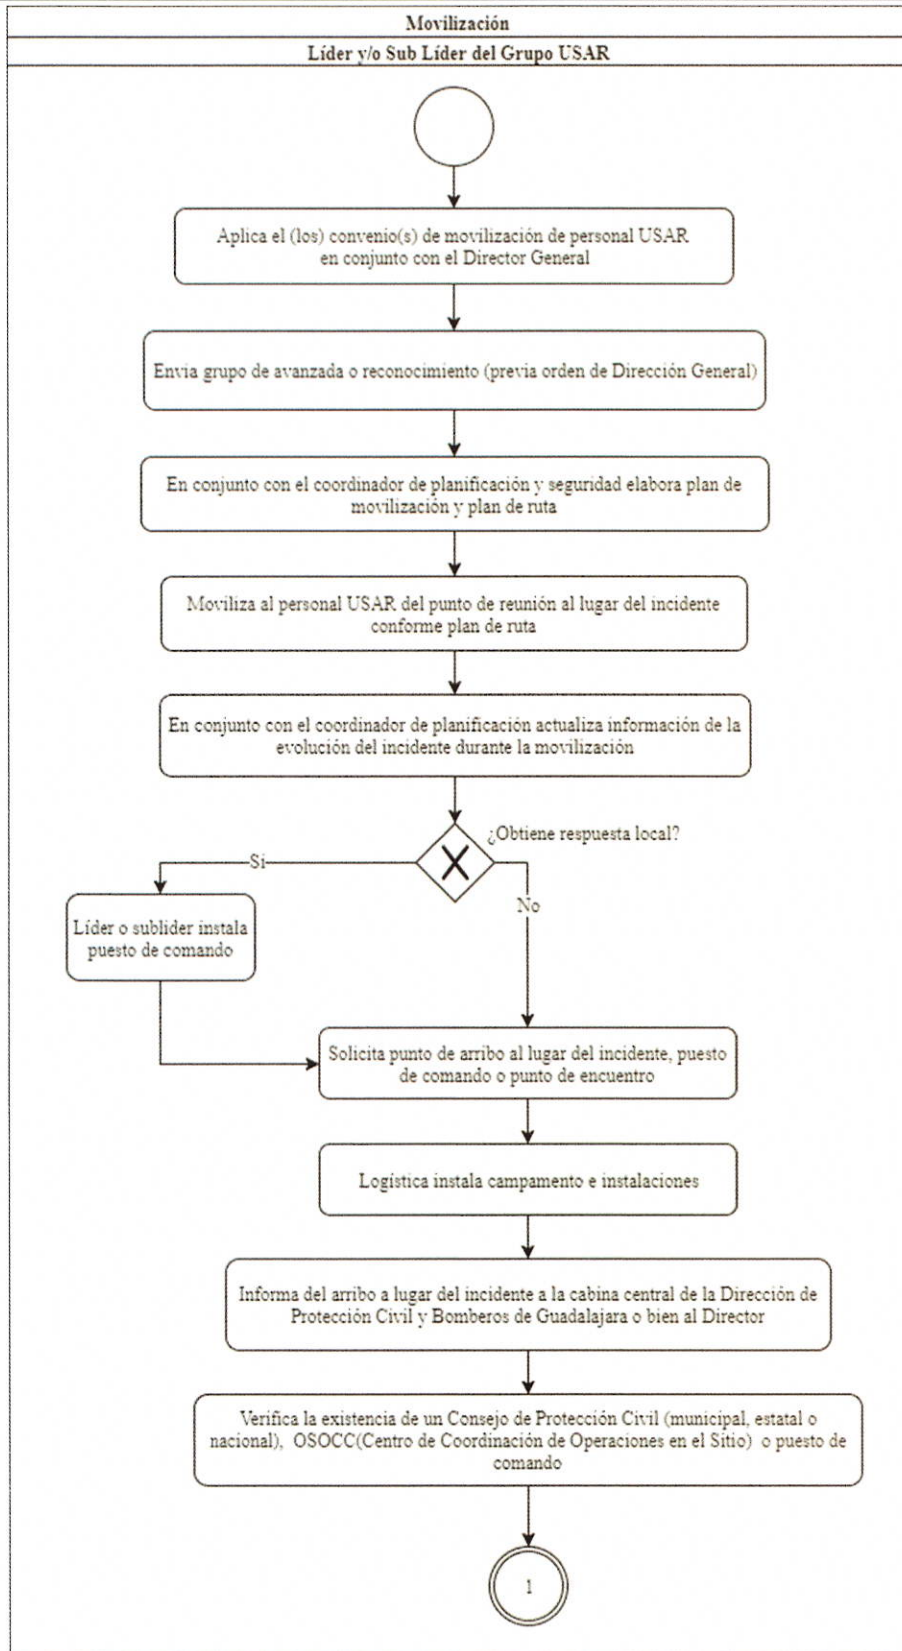 Movilización
Líder y/o Sub Líder del Grupo USAR
Aplica el (los) convenio(s) de movilización de personal USAR
en conjunto con el Director General
Envia grupo de avanzada o reconocimiento (previa orden de Dirección General)
En conjunto con el coordinador de planificación y seguridad elabora plan de
movilización y plan de ruta
Moviliza al personal USAR del punto de reunión al lugar del incidente
conforme plan de ruta
En conjunto con el coordinador de planificación actualiza información de la
evolución del incidente durante la movilización
¿Obtiene respuesta local?
Si
No
Líder o sublider instala
puesto de comando
Solicita punto de arribo al lugar del incidente, puesto
de comando o punto de encuentro
Logística instala campamento e instalaciones
Informa del arribo a lugar del incidente a la cabina central de la Dirección de
Protección Civil y Bomberos de Guadalajara o bien al Director
Verifica la existencia de un Consejo de Protección Civil (municipal, estatal o
nacional), OSOCC(Centro de Coordinación de Operaciones en el Sitio) o puesto de
comando
1